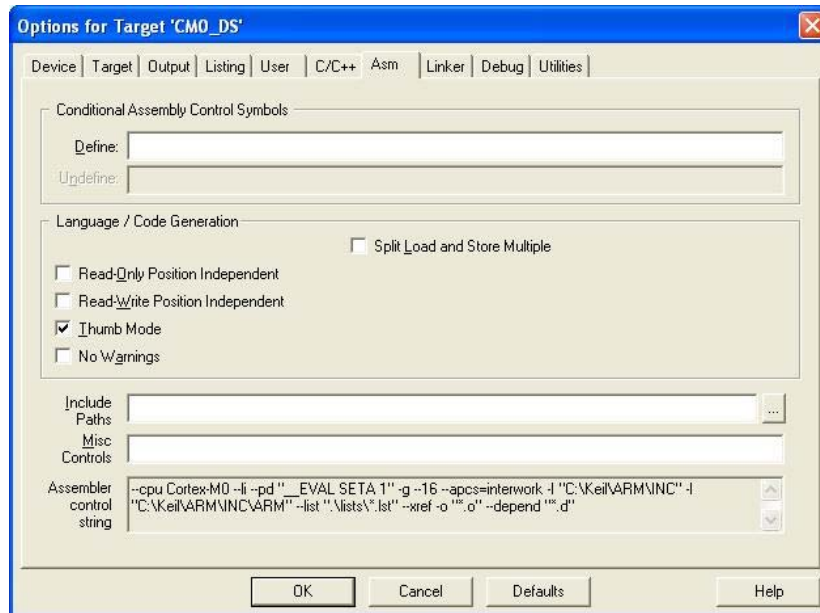 Options for Target 'CM0_DS'
Device Target Output Listing User C/C++ Asm Linker Debug Utilities
Conditional Assembly Control Symbols
Define:
Undefine:
Language / Code Generation
Split Load and Store Multiple
Read-Only Position Independent
Read-Write Position Independent
Thumb Mode
No Warnings
Include
Paths
...
Misc
Controls
Assembler
control
string
--cpu Cortex-M0 --li --pd "__EVAL SETA 1" -g --16 --apcs=interwork -I "C:\Keil\ARM\INC" -I
"C:\Keil\ARM\INC\ARM" --list ".\lists\*.lst" --xref -o "*.o" --depend "*.d"
OK Cancel Defaults Help